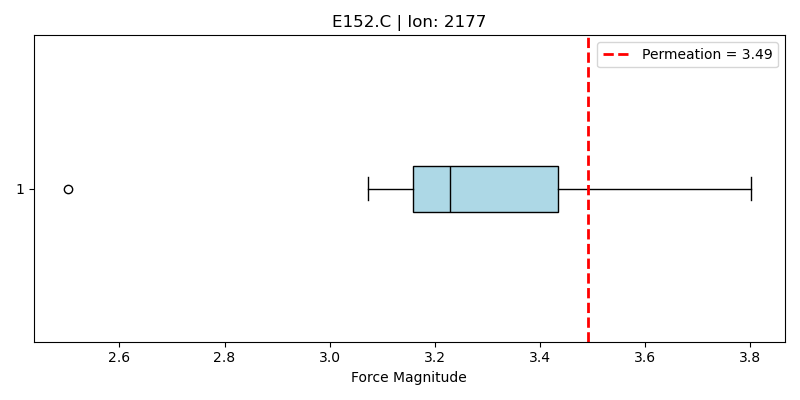 E152.C | Ion: 2177
Permeation = 3.49
1
2.6 2.8 3.0 3.2 3.4 3.6 3.8
Force Magnitude